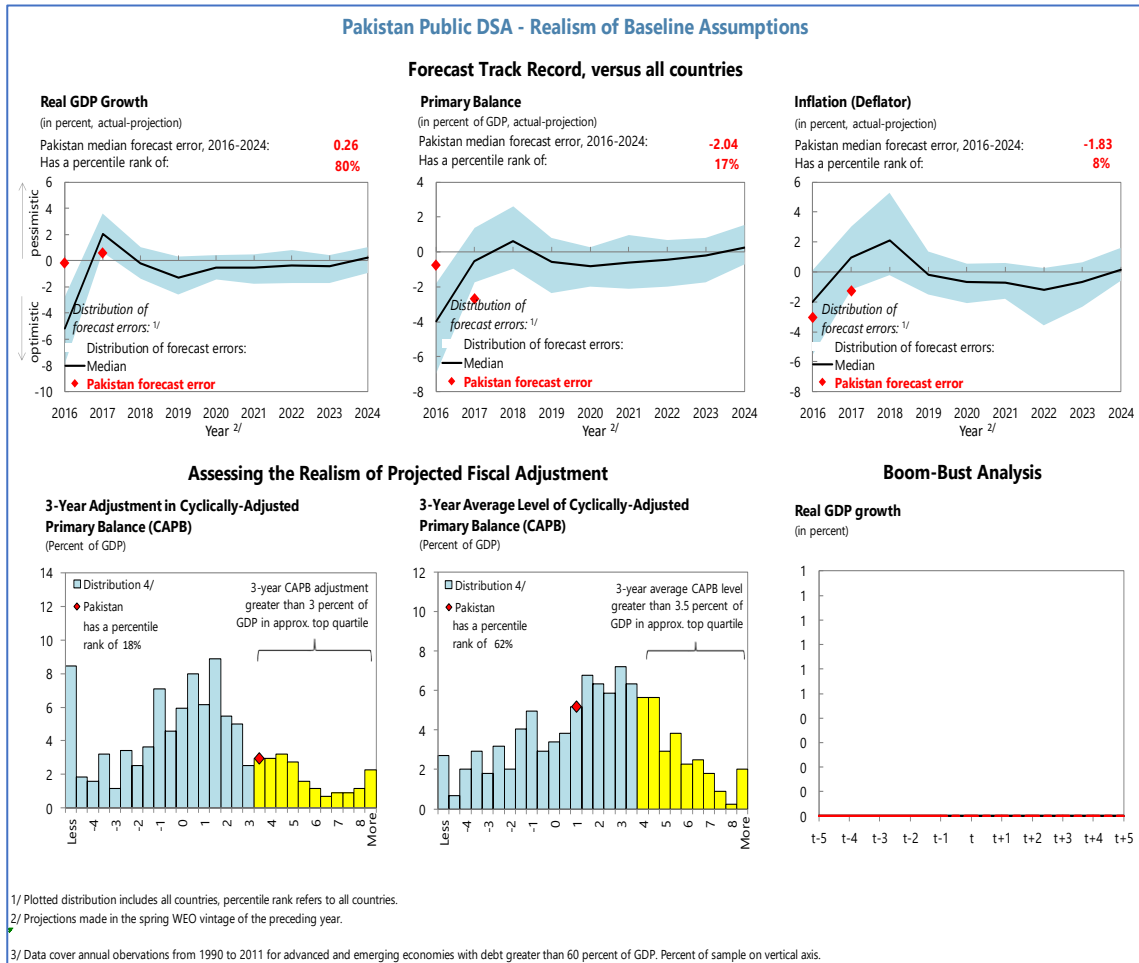 Pakistan Public DSA - Realism of Baseline Assumptions
Forecast Track Record, versus all countries
Real GDP Growth
(in percent, actual-projection)
Pakistan median forecast error, 2016-2024: 0.26
Has a percentile rank of: 80%
pessimistic
optimistic
6
4
2
0
-2
-4
-6
-8
-10
Distribution of
forecast errors: 1/
Distribution of forecast errors:
Median
Pakistan forecast error
2016 2017 2018 2019 2020 2021 2022 2023 2024
Year 2/
Primary Balance
(in percent of GDP, actual-projection)
Pakistan median forecast error, 2016-2024: -2.04
Has a percentile rank of: 17%
4
2
0
-2
-4
-6
-8
Distribution of
forecast errors: 1/
Distribution of forecast errors:
Median
Pakistan forecast error
2016 2017 2018 2019 2020 2021 2022 2023 2024
Year 2/
Inflation (Deflator)
(in percent, actual-projection)
Pakistan median forecast error, 2016-2024: -1.83
Has a percentile rank of: 8%
6
4
2
0
-2
-4
-6
-8
Distribution of
forecast errors: 1/
Distribution of forecast errors:
Median
Pakistan forecast error
2016 2017 2018 2019 2020 2021 2022 2023 2024
Year 2/
Assessing the Realism of Projected Fiscal Adjustment
3-Year Adjustment in Cyclically-Adjusted
Primary Balance (CAPB)
(Percent of GDP)
14
12
10
8
6
4
2
0
Distribution 4/
Pakistan
has a percentile
rank of 18%
3-year CAPB adjustment
greater than 3 percent of
GDP in approx. top quartile
Less -4 -3 -2 -1 0 1 2 3 4 5 6 7 8 More
3-Year Average Level of Cyclically-Adjusted
Primary Balance (CAPB)
(Percent of GDP)
12
10
8
6
4
2
0
Distribution 4/
Pakistan
has a percentile
rank of 62%
3-year average CAPB level
greater than 3.5 percent of
GDP in approx. top quartile
Less -4 -3 -2 -1 0 1 2 3 4 5 6 7 8 More
Boom-Bust Analysis
Real GDP growth
(in percent)
1
1
1
1
1
1
0
0
0
0
0
t-5 t-4 t-3 t-2 t-1 t t+1 t+2 t+3 t+4 t+5
1/ Plotted distribution includes all countries, percentile rank refers to all countries.
2/ Projections made in the spring WEO vintage of the preceding year.
3/ Data cover annual obervations from 1990 to 2011 for advanced and emerging economies with debt greater than 60 percent of GDP. Percent of sample on vertical axis.